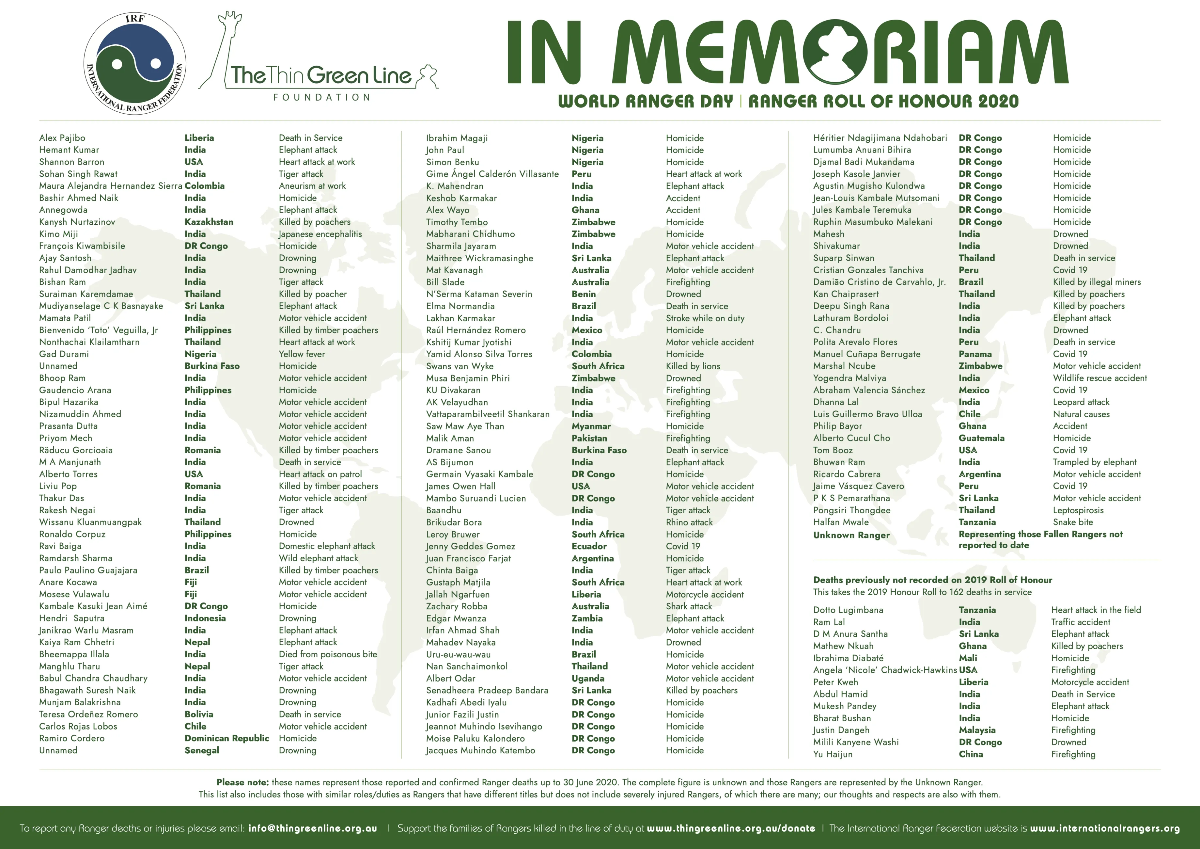 IRF
INTERNATIONAL RANGER FEDERATION
TheThin Green Line
FOUNDATION
IN MEMORIAM
WORLD RANGER DAY | RANGER ROLL OF HONOUR 2020
Alex Pajibo Liberia Death in Service
Hemant Kumar India Elephant attack
Shannon Barron USA Heart attack at work
Sohan Singh Rawat India Tiger attack
Maura Alejandra Hernandez Sierra Colombia Aneurism at work
Bashir Ahmed Naik India Homicide
Annegowda India Elephant attack
Kanysh Nurtazinov Kazakhstan Killed by poachers
Kimo Miji India Japanese encephalitis
François Kiwambisile DR Congo Homicide
Ajay Santosh India Drowning
Rahul Damodhar Jadhav India Drowning
Bishan Ram India Tiger attack
Suraiman Karemdamae Thailand Killed by poacher
Mudiyanselage C K Basnayake Sri Lanka Elephant attack
Mamata Patil India Motor vehicle accident
Bienvenido ‘Toto’ Veguilla, Jr Philippines Killed by timber poachers
Nonthachai Klailamtharn Thailand Heart attack at work
Gad Durami Nigeria Yellow fever
Unnamed Burkina Faso Homicide
Bhoop Ram India Motor vehicle accident
Gaudencio Arana Philippines Homicide
Bipul Hazarika India Motor vehicle accident
Nizamuddin Ahmed India Motor vehicle accident
Prasanta Dutta India Motor vehicle accident
Priyom Mech India Motor vehicle accident
Răducu Gorcioaia Romania Killed by timber poachers
M A Manjunath India Death in service
Alberto Torres USA Heart attack on patrol
Liviu Pop Romania Killed by timber poachers
Thakur Das India Motor vehicle accident
Rakesh Negai India Tiger attack
Wissanu Kluanmuangpak Thailand Drowned
Ronaldo Corpuz Philippines Homicide
Ravi Baiga India Domestic elephant attack
Ramdarsh Sharma India Wild elephant attack
Paulo Paulino Guajajara Brazil Killed by timber poachers
Anare Kocawa Fiji Motor vehicle accident
Mosese Vulawalu Fiji Motor vehicle accident
Kambale Kasuki Jean Aimé DR Congo Homicide
Hendri Saputra Indonesia Drowning
Janikrao Warlu Masram India Elephant attack
Kaiya Ram Chhetri Nepal Elephant attack
Bheemappa Ilala India Died from poisonous bite
Manghlu Tharu Nepal Tiger attack
Babul Chandra Chaudhary India Motor vehicle accident
Bhagawath Suresh Naik India Drowning
Munjam Balakrishna India Drowning
Teresa Ordeñez Romero Bolivia Death in service
Carlos Rojas Lobos Chile Motor vehicle accident
Ramiro Cordero Dominican Republic Homicide
Unnamed Senegal Drowning
Ibrahim Magaji Nigeria Homicide
John Paul Nigeria Homicide
Simon Benku Nigeria Homicide
Gime Ángel Calderón Villasante Peru Heart attack at work
K. Mahendran India Elephant attack
Keshob Karmakar India Accident
Alex Wayo Ghana Accident
Timothy Tembo Zimbabwe Homicide
Mabharani Chidhumo Zimbabwe Homicide
Sharmila Jayaram India Motor vehicle accident
Maithree Wickramasinghe Sri Lanka Elephant attack
Mat Kavanagh Australia Motor vehicle accident
Bill Slade Australia Firefighting
N’Serma Kataman Severin Benin Drowned
Elma Normandia Brazil Death in service
Lakhan Karmakar India Stroke while on duty
Raúl Hernández Romero Mexico Homicide
Kshitij Kumar Jyotishi India Motor vehicle accident
Yamid Alonso Silva Torres Colombia Homicide
Swans van Wyke South Africa Killed by lions
Musa Benjamin Phiri Zimbabwe Drowned
KU Divakaran India Firefighting
AK Velayudhan India Firefighting
Vattaparambilveetil Shankaran India Firefighting
Saw Maw Aye Than Myanmar Homicide
Malik Aman Pakistan Firefighting
Dramane Sanou Burkina Faso Death in service
AS Bijumon India Elephant attack
Germain Vyasaki Kambale DR Congo Homicide
James Owen Hall USA Motor vehicle accident
Mambo Suruandi Lucien DR Congo Motor vehicle accident
Baandhu India Tiger attack
Brikudar Bora India Rhino attack
Leroy Bruwer South Africa Homicide
Jenny Geddes Gomez Ecuador Covid 19
Juan Francisco Farjat Argentina Homicide
Chinta Baiga India Tiger attack
Gustaph Matjila South Africa Heart attack at work
Jallah Ngarfuen Liberia Motorcycle accident
Zachary Robba Australia Shark attack
Edgar Mwanza Zambia Elephant attack
Irfan Ahmad Shah India Motor vehicle accident
Mahadev Nayaka India Drowned
Uru-eu-wau-wau Brazil Homicide
Nan Sanchaimonkol Thailand Motor vehicle accident
Albert Odar Uganda Motor vehicle accident
Senadheera Pradeep Bandara Sri Lanka Killed by poachers
Kadhafi Abedi Iyalu DR Congo Homicide
Junior Fazili Justin DR Congo Homicide
Jeannot Muhindo Isevihango DR Congo Homicide
Moise Paluku Kalondero DR Congo Homicide
Jacques Muhindo Katembo DR Congo Homicide
Héritier Ndagijimana Ndahobari DR Congo Homicide
Lumumba Anuani Bihira DR Congo Homicide
Djamal Badi Mukandama DR Congo Homicide
Joseph Kasole Janvier DR Congo Homicide
Agustin Mugisho Kulondwa DR Congo Homicide
Jean-Louis Kambale Mutsomani DR Congo Homicide
Jules Kambale Teremuka DR Congo Homicide
Ruphin Masumbuko Malekani DR Congo Homicide
Mahesh India Drowned
Shivakumar India Drowned
Suparp Sinwan Thailand Death in service
Cristian Gonzales Tanchiva Peru Covid 19
Damião Cristino de Carvahlo, Jr. Brazil Killed by illegal miners
Kan Chaiprasert Thailand Killed by poachers
Deepu Singh Rana India Killed by poachers
Lathuram Bordoloi India Elephant attack
C. Chandru India Drowned
Polita Arevalo Flores Peru Death in service
Manuel Cuñapa Berrugate Panama Covid 19
Marshal Ncube Zimbabwe Motor vehicle accident
Yogendra Malviya India Wildlife rescue accident
Abraham Valencia Sánchez Mexico Covid 19
Dhanna Lal India Leopard attack
Luis Guillermo Bravo Ulloa Chile Natural causes
Philip Bayor Ghana Accident
Alberto Cucul Cho Guatemala Homicide
Tom Booz USA Covid 19
Bhuwan Ram India Trampled by elephant
Ricardo Cabrera Argentina Motor vehicle accident
Jaime Vásquez Cavero Peru Covid 19
P K S Pemarathana Sri Lanka Motor vehicle accident
Pongsiri Thongdee Thailand Leptospirosis
Halfan Mwale Tanzania Snake bite
Unknown Ranger Representing those Fallen Rangers not
reported to date
Deaths previously not recorded on 2019 Roll of Honour
This takes the 2019 Honour Roll to 162 deaths in service
Dotto Lugimbana Tanzania Heart attack in the field
Ram Lal India Traffic accident
D M Anura Santha Sri Lanka Elephant attack
Mathew Nkuah Ghana Killed by poachers
Ibrahima Diabaté Mali Homicide
Angela ‘Nicole’ Chadwick-Hawkins USA Firefighting
Peter Kweh Liberia Motorcycle accident
Abdul Hamid India Death in Service
Mukesh Pandey India Elephant attack
Bharat Bushan India Homicide
Justin Dangeh Malaysia Firefighting
Milili Kanyene Washi DR Congo Drowned
Yu Haijun China Firefighting
Please note: these names represent those reported and confirmed Ranger deaths up to 30 June 2020. The complete figure is unknown and those Rangers are represented by the Unknown Ranger.
This list also includes those with similar roles/duties as Rangers that have different titles but does not include severely injured Rangers, of which there are many; our thoughts and respects are also with them.
To report any Ranger deaths or injuries please email: info@thingreenline.org.au | Support the families of Rangers killed in the line of duty at www.thingreenline.org.au/donate | The International Ranger Feceration website is www.internationalrangers.org